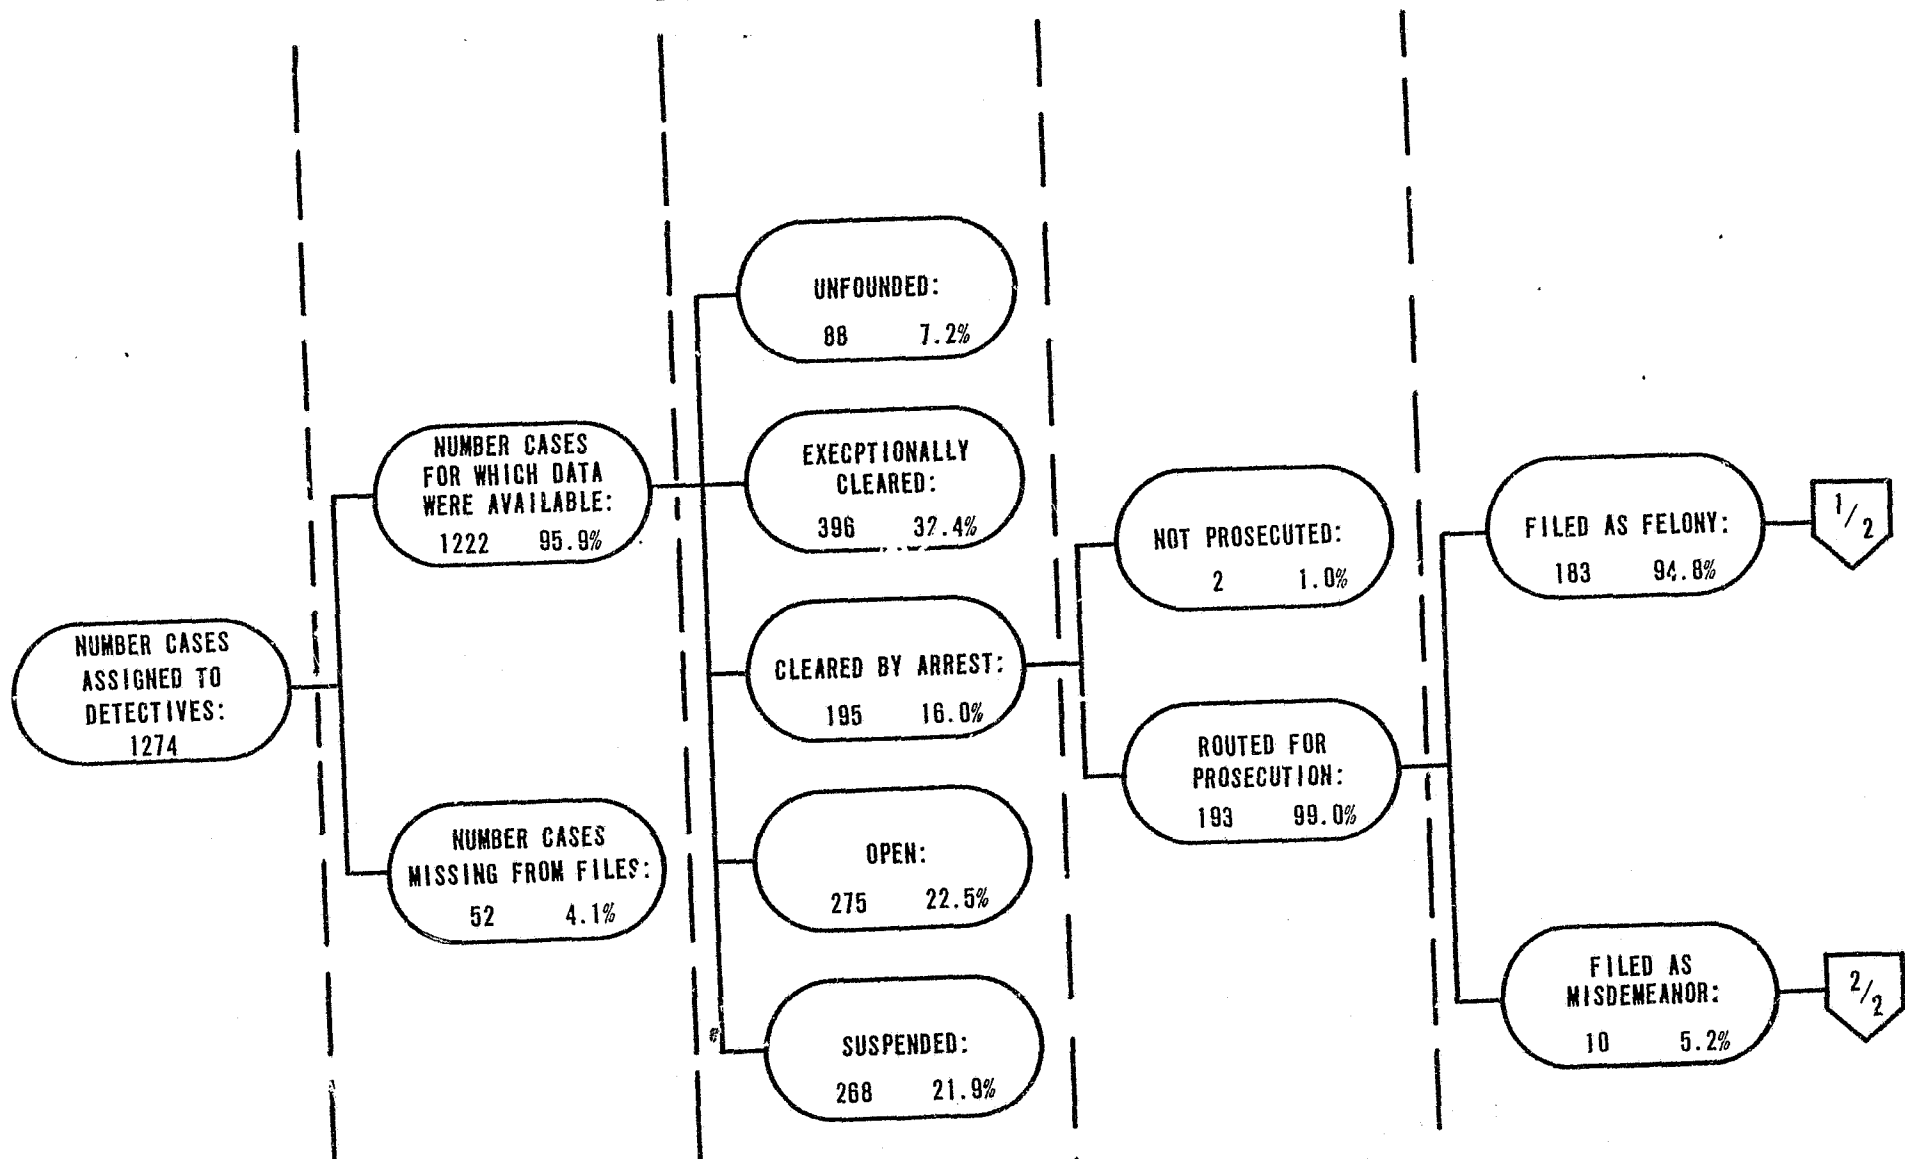 NUMBER CASES
ASSIGNED TO
DETECTIVES:
1274
NUMBER CASES
FOR WHICH DATA
WERE AVAILABLE:
1222 95.9%
NUMBER CASES
MISSING FROM FILES:
52 4.1%
UNFOUNDED:
88 7.2%
EXECPTIONALLY
CLEARED:
396 32.4%
CLEARED BY ARREST:
195 16.0%
OPEN:
275 22.5%
SUSPENDED:
268 21.9%
NOT PROSECUTED:
2 1.0%
ROUTED FOR
PROSECUTION:
193 99.0%
FILED AS FELONY:
183 94.8%
1/2
FILED AS
MISDEMEANOR:
10 5.2%
2/2